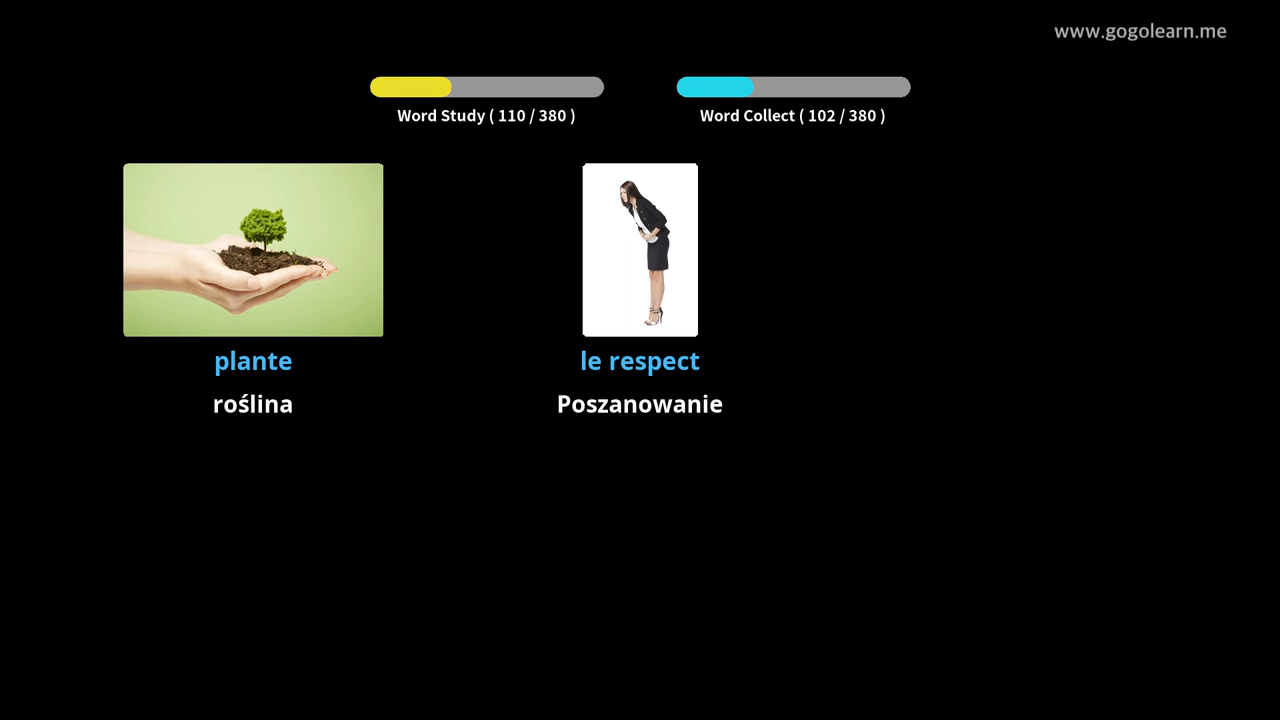 www.gogolearn.me
Word Study ( 110 / 380 )
Word Collect ( 102 / 380 )
plante
le respect
roślina
Poszanowanie